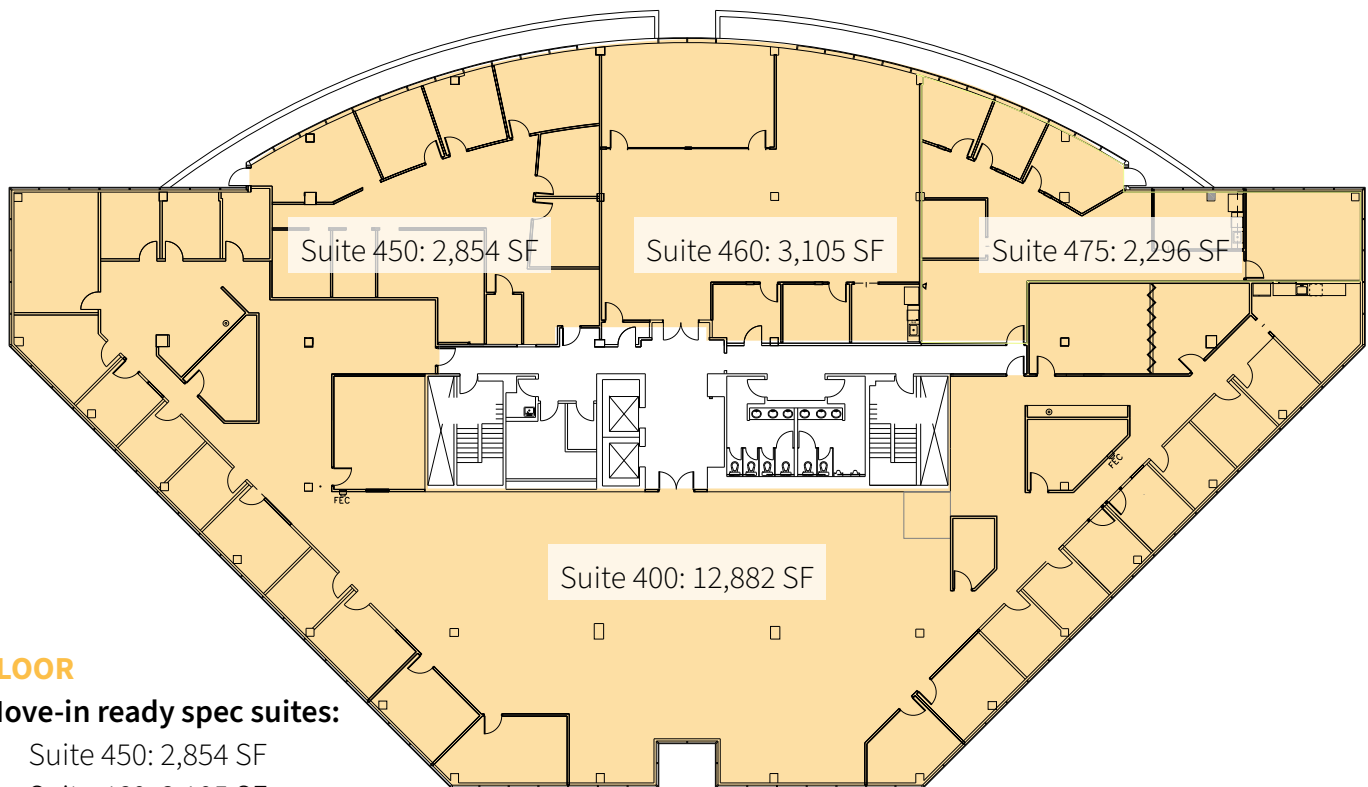 Suite 450: 2,854 SF
Suite 460: 3,105 SF
Suite 475: 2,296 SF
FEC
FEC
Suite 400: 12,882 SF
LOOR
ove-in ready spec suites:
Suite 450: 2,854 SF